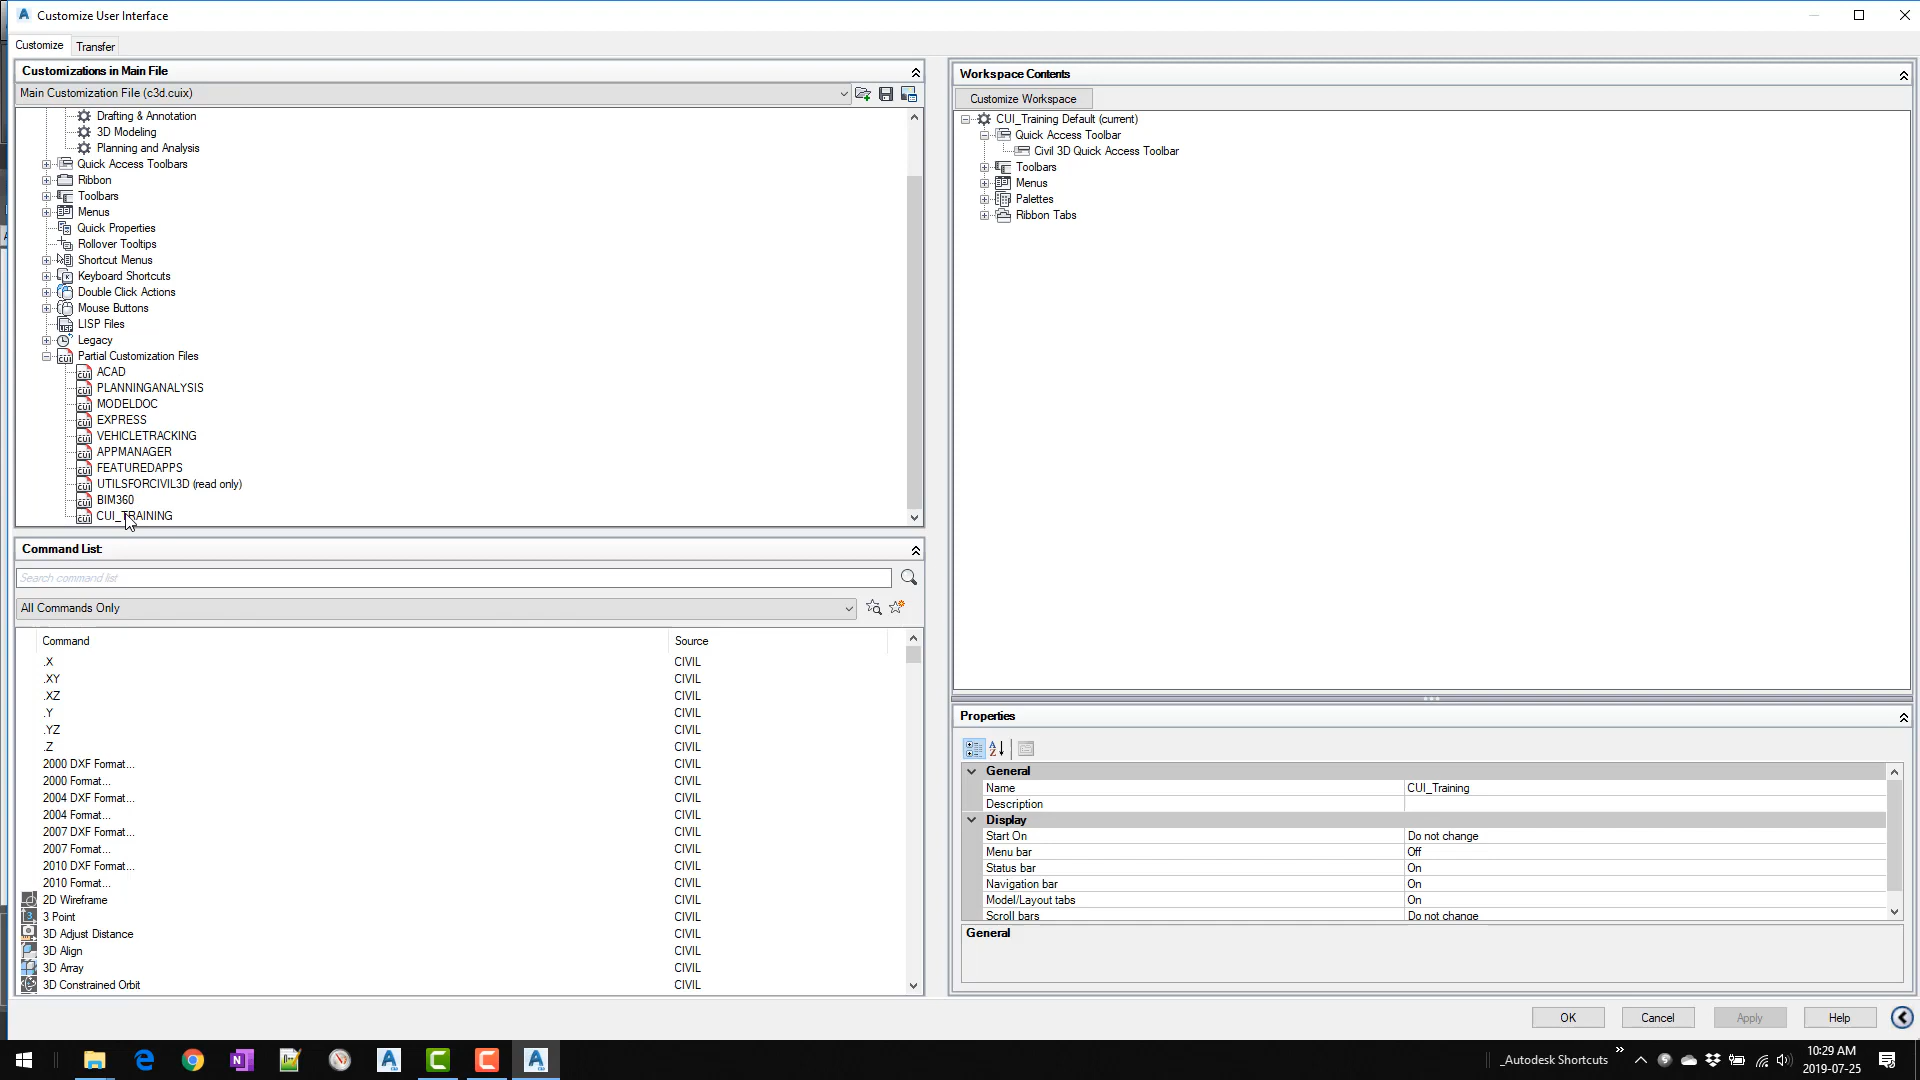 Customize User Interface
Customize
Transfer
Customizations in Main File
Main Customization File (c3d.cuix)
Drafting & Annotation
3D Modeling
Planning and Analysis
Quick Access Toolbars
Ribbon
Toolbars
Menus
Quick Properties
Rollover Tooltips
Shortcut Menus
Keyboard Shortcuts
Double Click Actions
Mouse Buttons
LISP Files
Legacy
Partial Customization Files
ACAD
PLANNINGANALYSIS
MODELDOC
EXPRESS
VEHICLETRACKING
APPMANAGER
FEATUREDAPPS
UTILSFORCIVIL3D (read only)
BIM360
CUI_TRAINING
Command List:
Search command list
All Commands Only
Command Source
.X CIVIL
.XY CIVIL
.XZ CIVIL
.Y CIVIL
.YZ CIVIL
.Z CIVIL
2000 DXF Format... CIVIL
2000 Format... CIVIL
2004 DXF Format... CIVIL
2004 Format... CIVIL
2007 DXF Format... CIVIL
2007 Format... CIVIL
2010 DXF Format... CIVIL
2010 Format... CIVIL
2D Wireframe CIVIL
3 Point CIVIL
3D Adjust Distance CIVIL
3D Align CIVIL
3D Array CIVIL
3D Constrained Orbit CIVIL
Workspace Contents
Customize Workspace
CUI_Training Default (current)
Quick Access Toolbar
Civil 3D Quick Access Toolbar
Toolbars
Menus
Palettes
Ribbon Tabs
Properties
General
Name CUI_Training
Description
Display
Start On Do not change
Menu bar Off
Status bar On
Navigation bar On
Model/Layout tabs On
Scroll bars Do not change
General
OK
Cancel
Apply
Help
_Autodesk Shortcuts
10:29 AM
2019-07-25